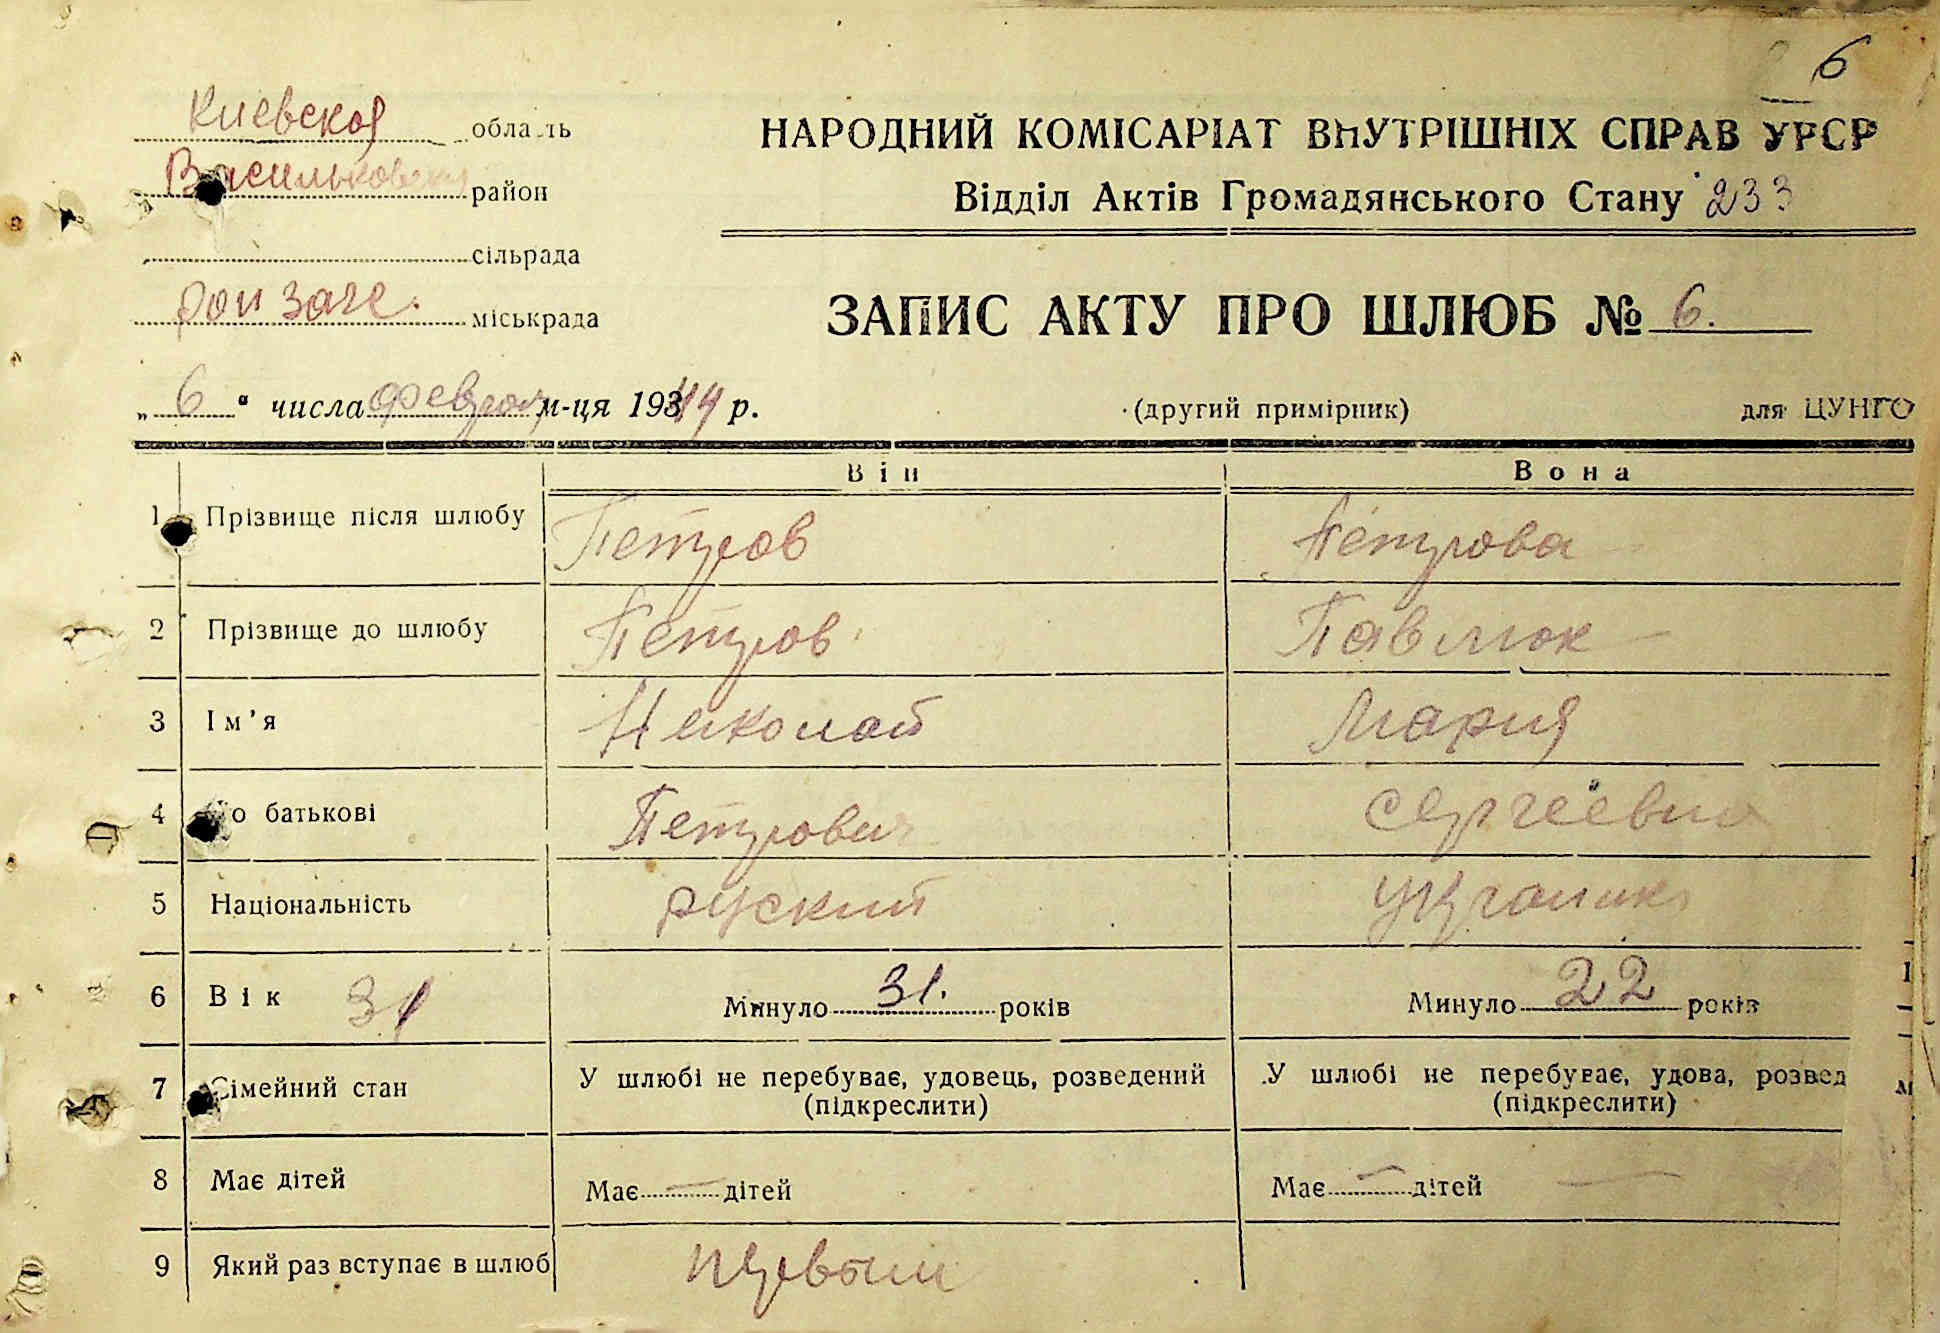 6
Киевская область
Васильковский район
сільрада
рай загс. міськрада
НАРОДНИЙ КОМІСАРІАТ ВНУТРІШНІХ СПРАВ УРСР
Відділ Актів Громадянського Стану 233
ЗАПИС АКТУ ПРО ШЛЮБ № 6.
„ 6 “ числа февраля м-ця 1944 р.
(другий примірник) для ЦУНГО
Він Вона
1 Прізвище після шлюбу Петров Петрова
2 Прізвище до шлюбу Петров Павлюк
3 Ім’я Николай Мария
4 По батькові Петрович Сергеевна
5 Національність руский украинка
6 Вік 31 Минуло 31. років Минуло 22 років
7 Сімейний стан У шлюбі не перебуває, удовець, розведений (підкреслити) У шлюбі не перебуває, удова, розвед (підкреслити)
8 Має дітей Має — дітей Має — дітей —
9 Який раз вступає в шлюб первый